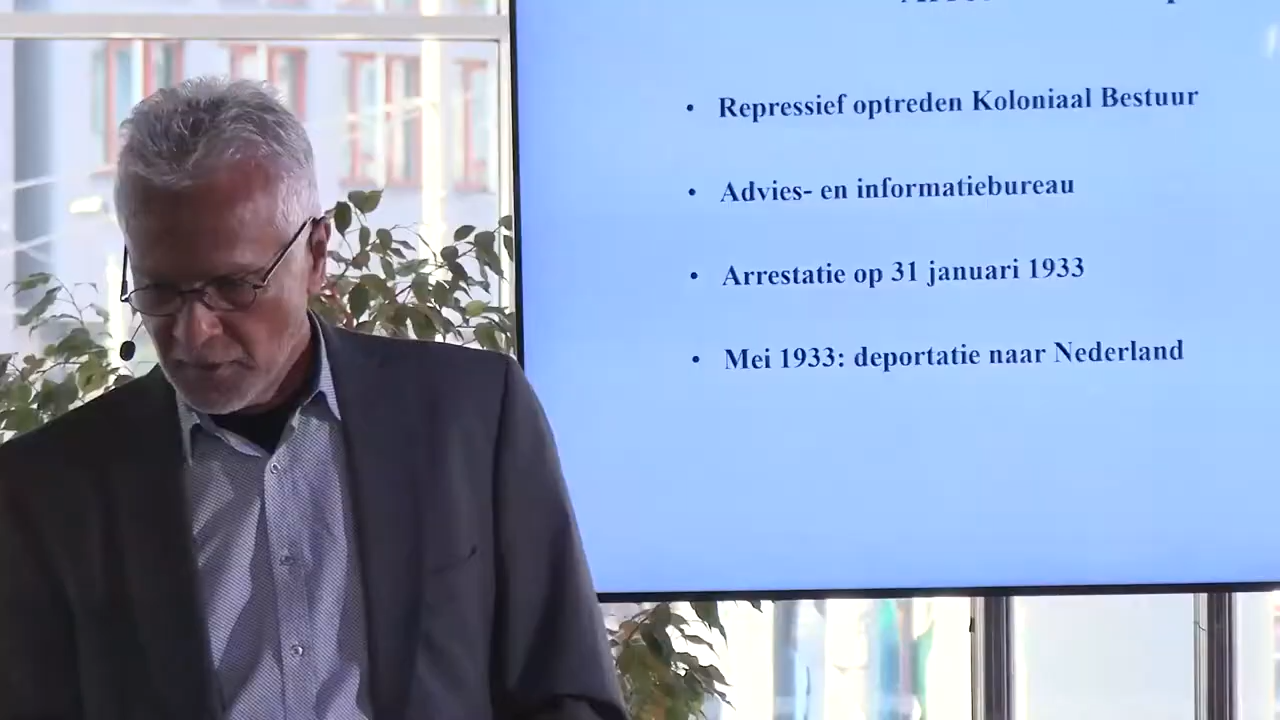 • Repressief optreden Koloniaal Bestuur
• Advies- en informatiebureau
• Arrestatie op 31 januari 1933
• Mei 1933: deportatie naar Nederland